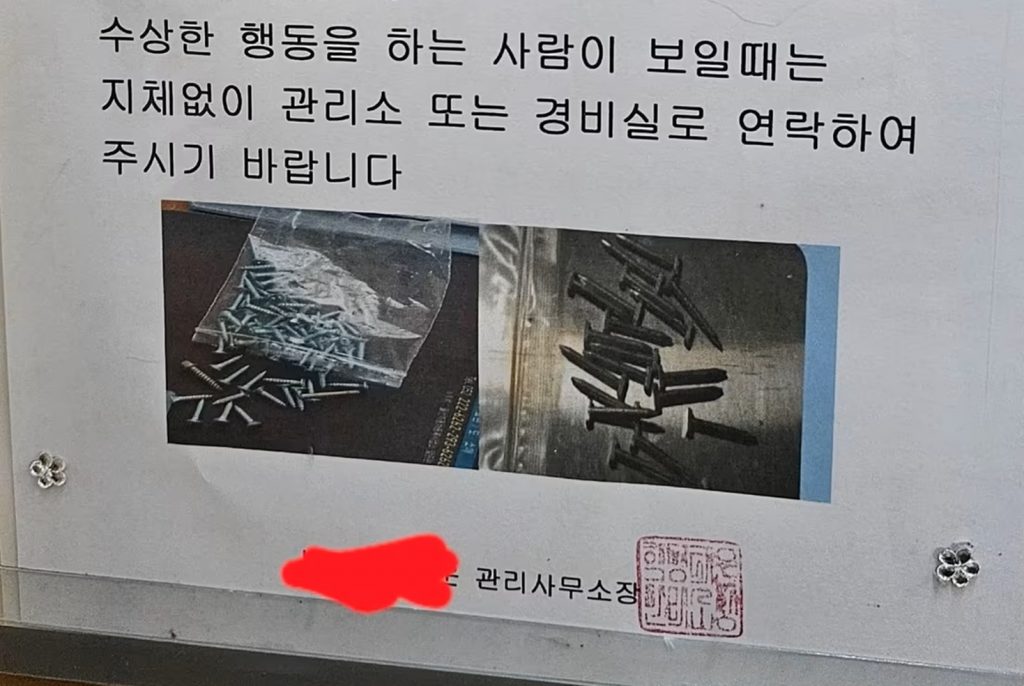 수상한 행동을 하는 사람이 보일때는
지체없이 관리소 또는 경비실로 연락하여
주시기 바랍니다
관리사무소장